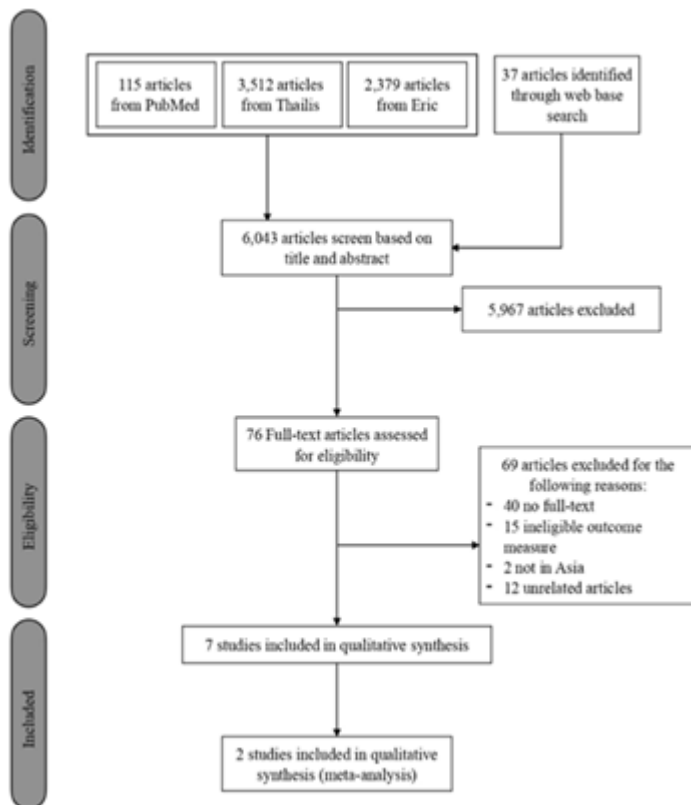 Identification
115 articles
from PubMed
3,512 articles
from Thailis
2,379 articles
from Eric
37 articles identified
through web base
search
Screening
6,043 articles screen based on
title and abstract
5,967 articles excluded
Eligibility
76 Full-text articles assessed
for eligibility
69 articles excluded for the
following reasons:
- 40 no full-text
- 15 ineligible outcome
measure
- 2 not in Asia
- 12 unrelated articles
Included
7 studies included in qualitative synthesis
2 studies included in qualitative
synthesis (meta-analysis)